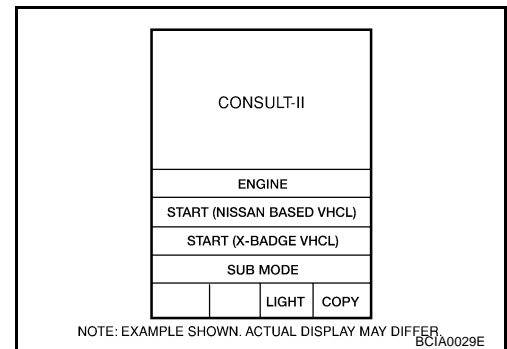 CONSULT-II
ENGINE
START (NISSAN BASED VHCL)
START (X-BADGE VHCL)
SUB MODE
LIGHT COPY
NOTE: EXAMPLE SHOWN. ACTUAL DISPLAY MAY DIFFER.
BCIA0029E